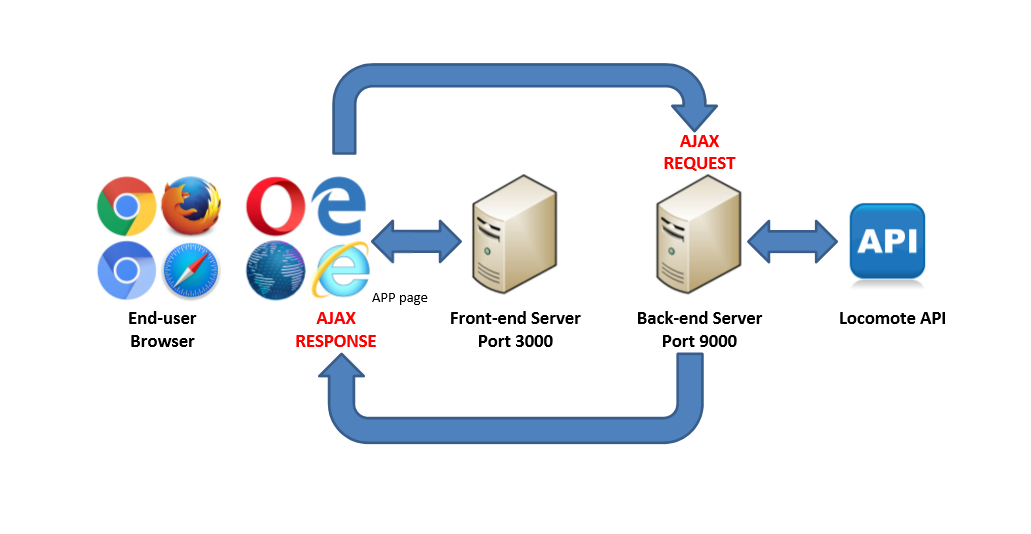 AJAX
REQUEST
API
APP page
End-user
Browser
AJAX
RESPONSE
Front-end Server
Port 3000
Back-end Server
Port 9000
Locomote API